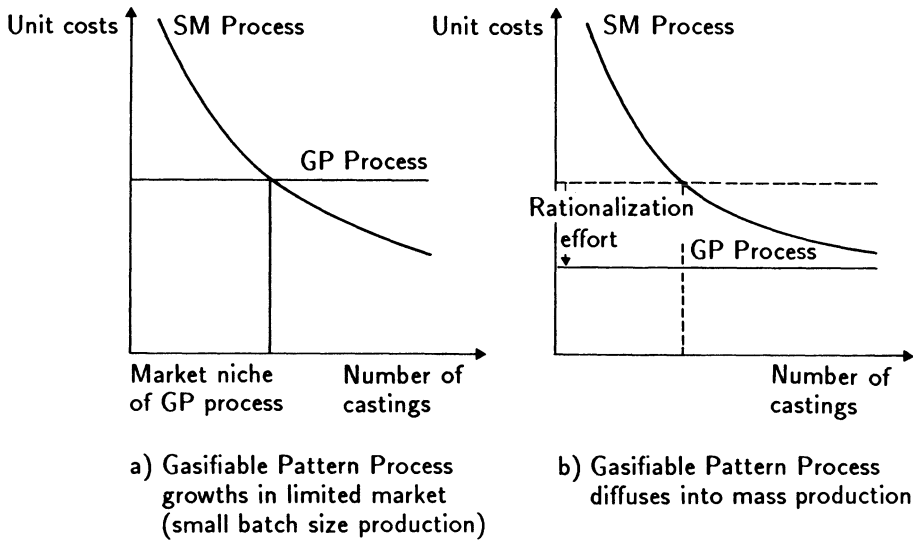 Unit costs
SM Process
GP Process
Market niche
of GP process
Number of
castings
a) Gasifiable Pattern Process
growths in limited market
(small batch size production)
Unit costs
SM Process
Rationalization
effort
GP Process
Number of
castings
b) Gasifiable Pattern Process
diffuses into mass production